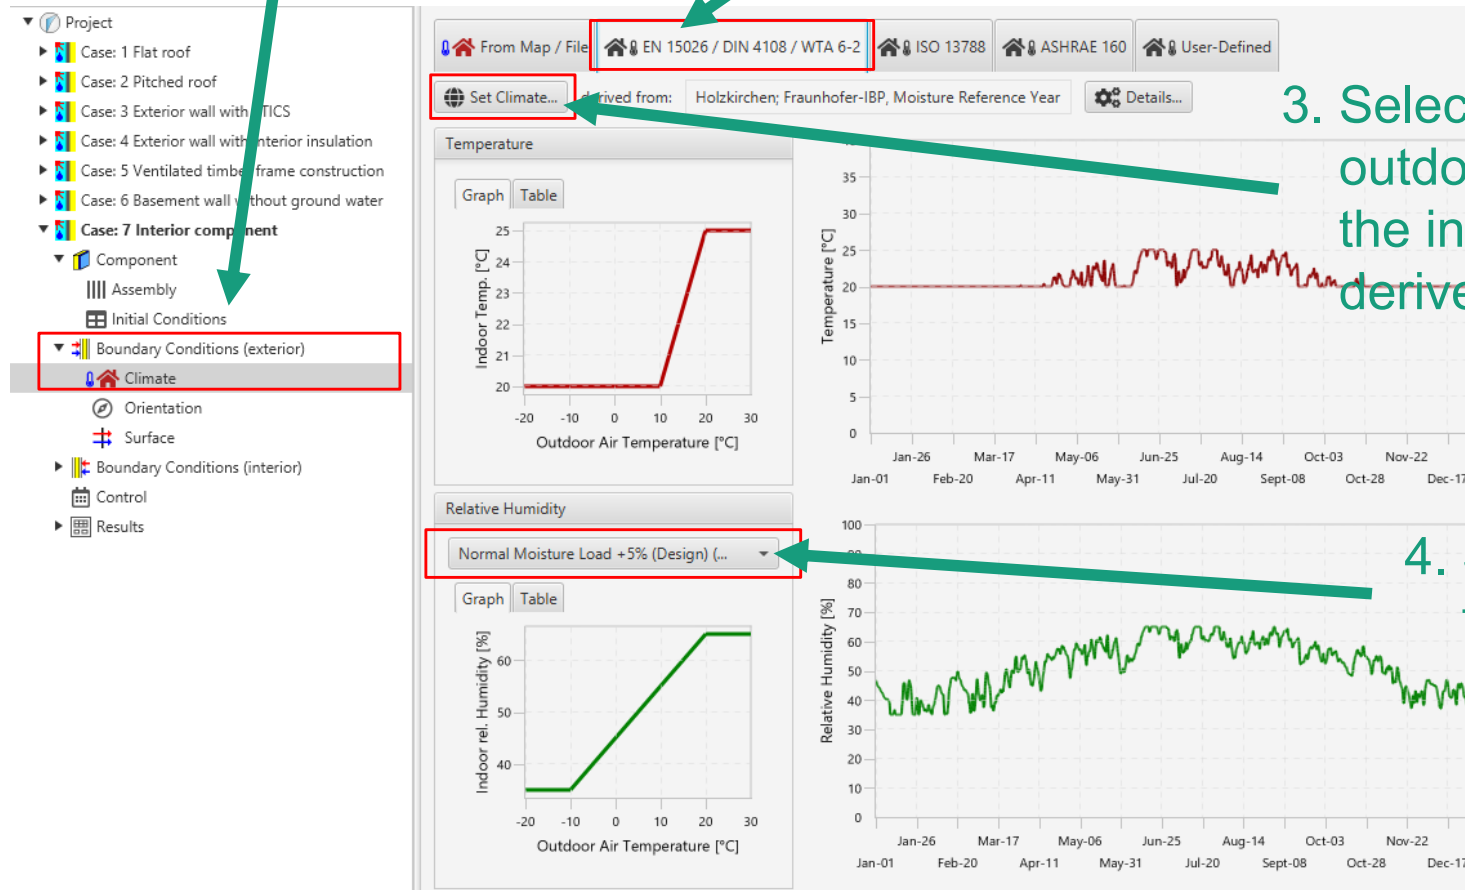 Project
Case: 1 Flat roof
Case: 2 Pitched roof
Case: 3 Exterior wall with TICS
Case: 4 Exterior wall with interior insulation
Case: 5 Ventilated timber frame construction
Case: 6 Basement wall without ground water
Case: 7 Interior component
Component
Assembly
Initial Conditions
Boundary Conditions (exterior)
Climate
Orientation
Surface
Boundary Conditions (interior)
Control
Results
From Map / File
EN 15026 / DIN 4108 / WTA 6-2
ISO 13788
ASHRAE 160
User-Defined
Set Climate...
derived from:
Holzkirchen; Fraunhofer-IBP, Moisture Reference Year
Details...
3. Selec
outdo
the in
derive
Temperature
Graph
Table
Indoor Temp. [°C]
25
24
23
22
21
20
-20 -10 0 10 20 30
Outdoor Air Temperature [°C]
Temperature [°C]
35
30
25
20
15
10
5
0
Jan-26 Mar-17 May-06 Jun-25 Aug-14 Oct-03 Nov-22
Jan-01 Feb-20 Apr-11 May-31 Jul-20 Sept-08 Oct-28 Dec-17
Relative Humidity
Normal Moisture Load +5% (Design) (...
4.
Graph
Table
Indoor rel. Humidity [%]
60
50
40
-20 -10 0 10 20 30
Outdoor Air Temperature [°C]
Relative Humidity [%]
100
90
80
70
60
50
40
30
20
10
0
Jan-26 Mar-17 May-06 Jun-25 Aug-14 Oct-03 Nov-22
Jan-01 Feb-20 Apr-11 May-31 Jul-20 Sept-08 Oct-28 Dec-17